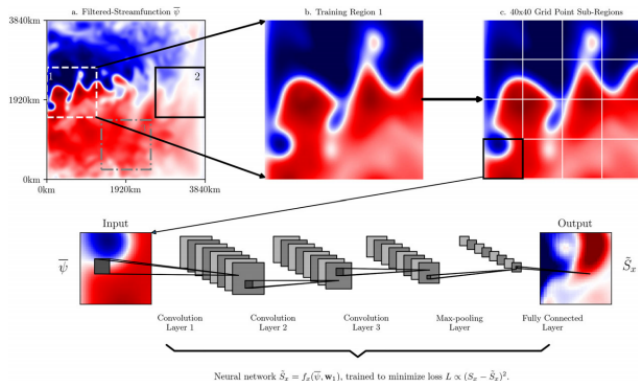 a. Filtered-Streamfunction ψ̅
b. Training Region 1
c. 40x40 Grid Point Sub-Regions
3840km
1920km
0km
1
2
0km
1920km
3840km
Input
Output
ψ̅
S̃ₓ
Convolution
Layer 1
Convolution
Layer 2
Convolution
Layer 3
Max-pooling
Layer
Fully Connected
Layer
Neural network S̃ₓ = fₓ(ψ̅, w₁), trained to minimize loss L ∝ (Sₓ − S̃ₓ)².